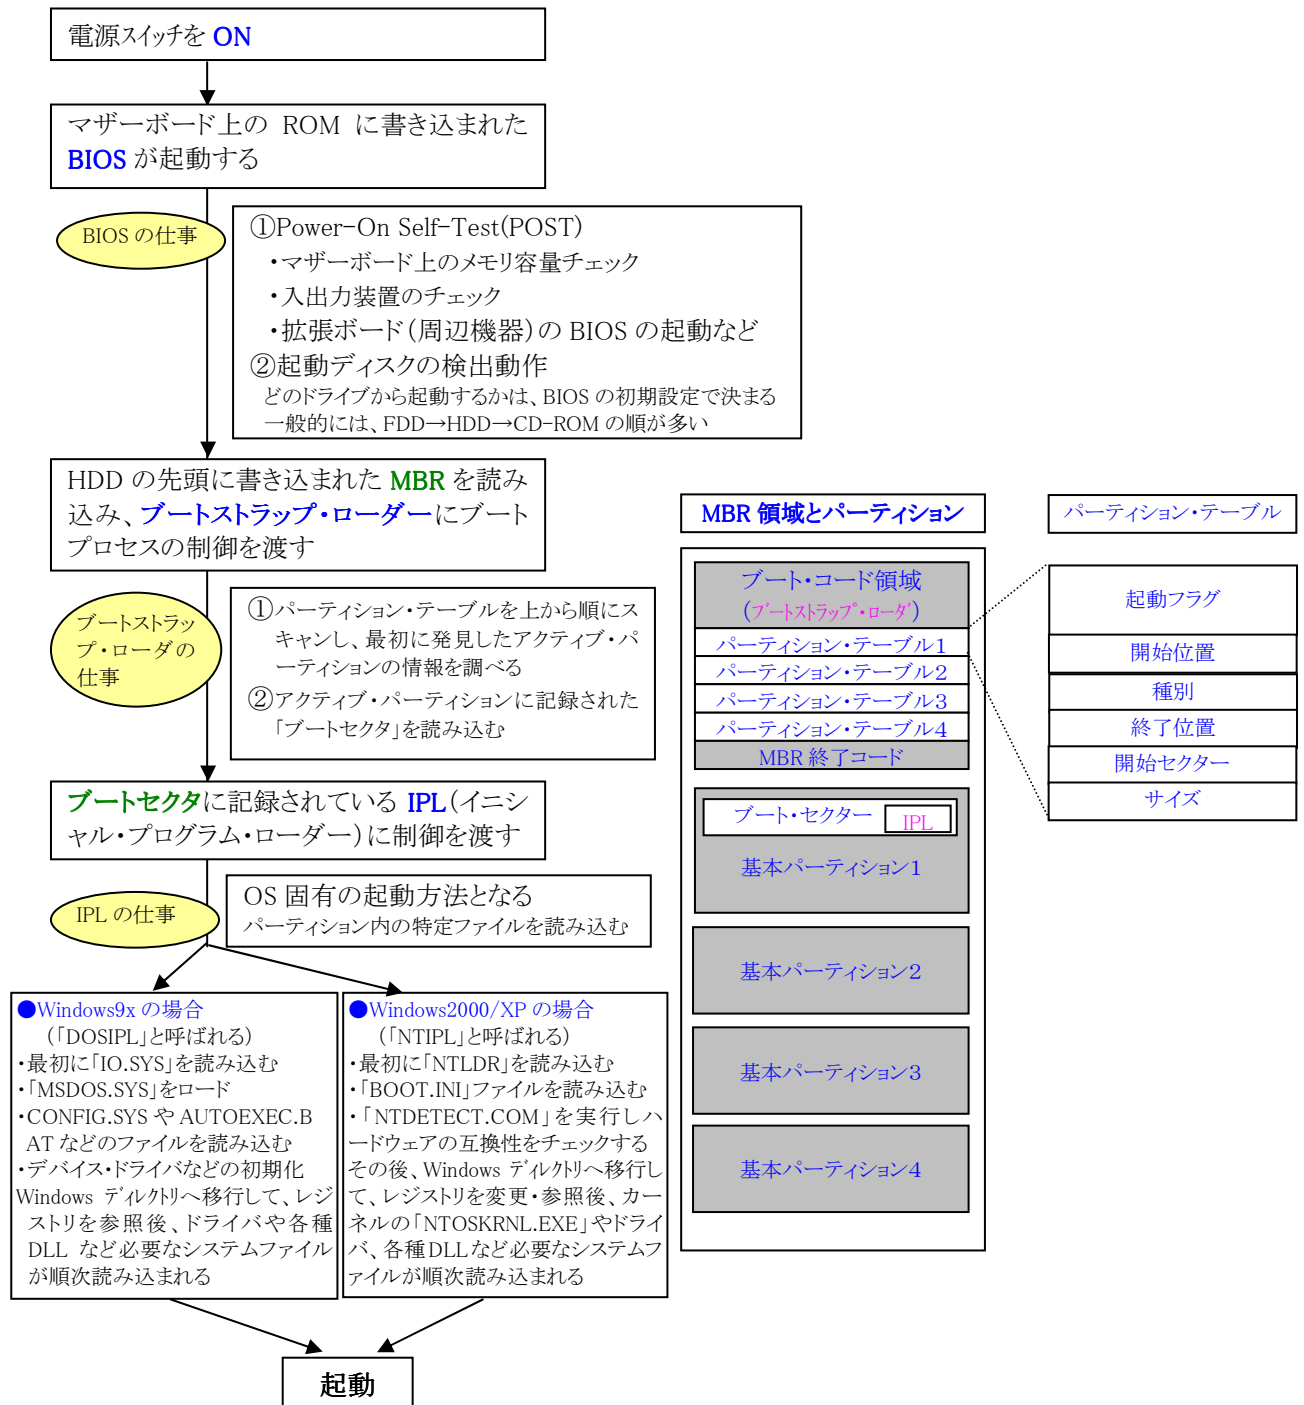 電源スイッチを ON
マザーボード上の ROM に書き込まれた
BIOS が起動する
BIOS の仕事
①Power-On Self-Test(POST)
・マザーボード上のメモリ容量チェック
・入出力装置のチェック
・拡張ボード（周辺機器）の BIOS の起動など
②起動ディスクの検出動作
どのドライブから起動するかは、BIOS の初期設定で決まる
一般的には、FDD→HDD→CD-ROM の順が多い
HDD の先頭に書き込まれた MBR を読み
込み、ブートストラップ・ローダーにブート
プロセスの制御を渡す
ブートストラッ
プ・ローダの
仕事
①パーティション・テーブルを上から順にス
キャンし、最初に発見したアクティブ・パ
ーティションの情報を調べる
②アクティブ・パーティションに記録された
「ブートセクタ」を読み込む
ブートセクタに記録されている IPL（イニシ
ャル・プログラム・ローダー）に制御を渡す
IPL の仕事
OS 固有の起動方法となる
パーティション内の特定ファイルを読み込む
●Windows9x の場合
（「DOSIPL」と呼ばれる）
・最初に「IO.SYS」を読み込む
・「MSDOS.SYS」をロード
・CONFIG.SYS や AUTOEXEC.B
AT などのファイルを読み込む
・デバイス・ドライバなどの初期化
Windows ディレクトリへ移行して、レジ
ストリを参照後、ドライバや各種
DLL など必要なシステムファイル
が順次読み込まれる
●Windows2000/XP の場合
（「NTIPL」と呼ばれる）
・最初に「NTLDR」を読み込む
・「BOOT.INI」ファイルを読み込む
・「NTDETECT.COM」を実行しハ
ードウェアの互換性をチェックする
その後、Windows ディレクトリへ移行し
て、レジストリを変更・参照後、カー
ネルの「NTOSKRNL.EXE」やドライ
バ、各種DLLなど必要なシステムフ
ァイルが順次読み込まれる
起動
MBR 領域とパーティション
ブート・コード領域
（ブートストラップ・ローダ）
パーティション・テーブル1
パーティション・テーブル2
パーティション・テーブル3
パーティション・テーブル4
MBR 終了コード
ブート・セクター IPL
基本パーティション1
基本パーティション2
基本パーティション3
基本パーティション4
パーティション・テーブル
起動フラグ
開始位置
種別
終了位置
開始セクター
サイズ